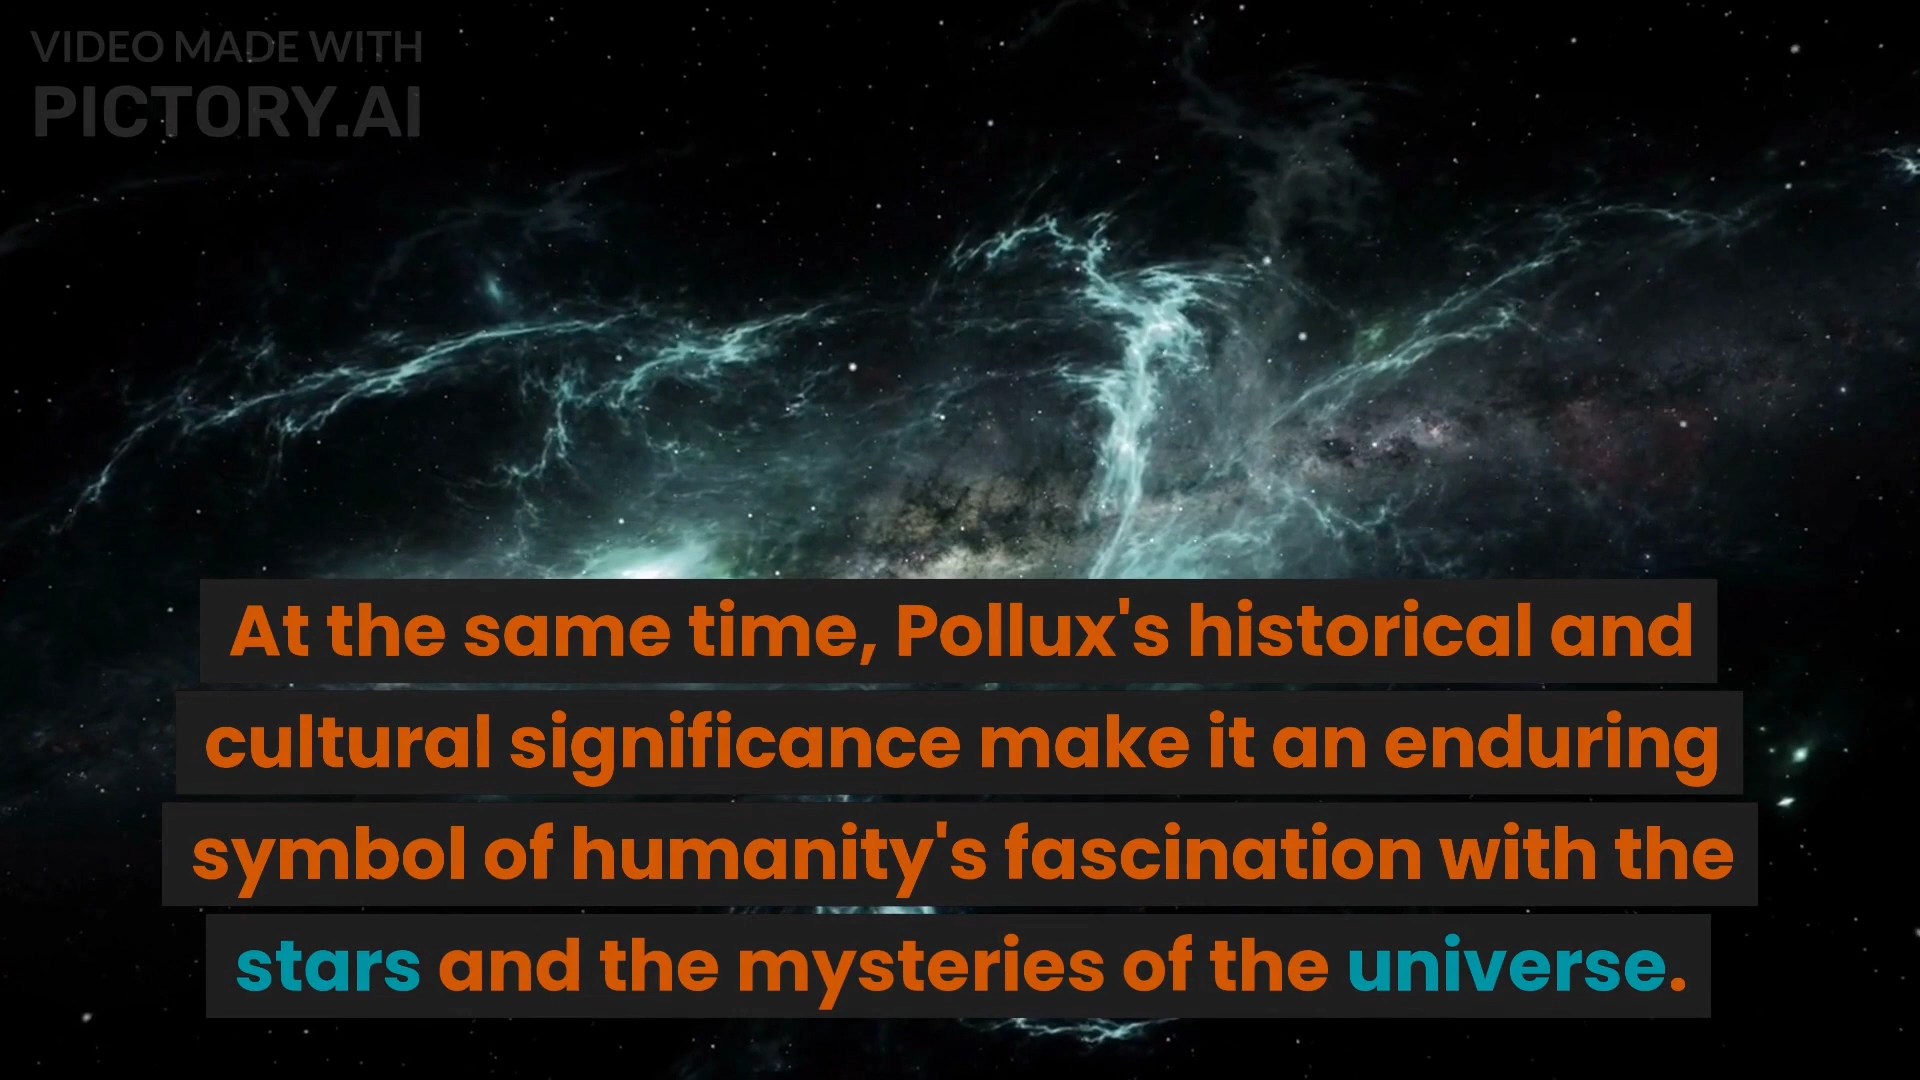 VIDEO MADE WITH
PICTORY.AI
At the same time, Pollux's historical and
cultural significance make it an enduring
symbol of humanity's fascination with the
stars and the mysteries of the universe.